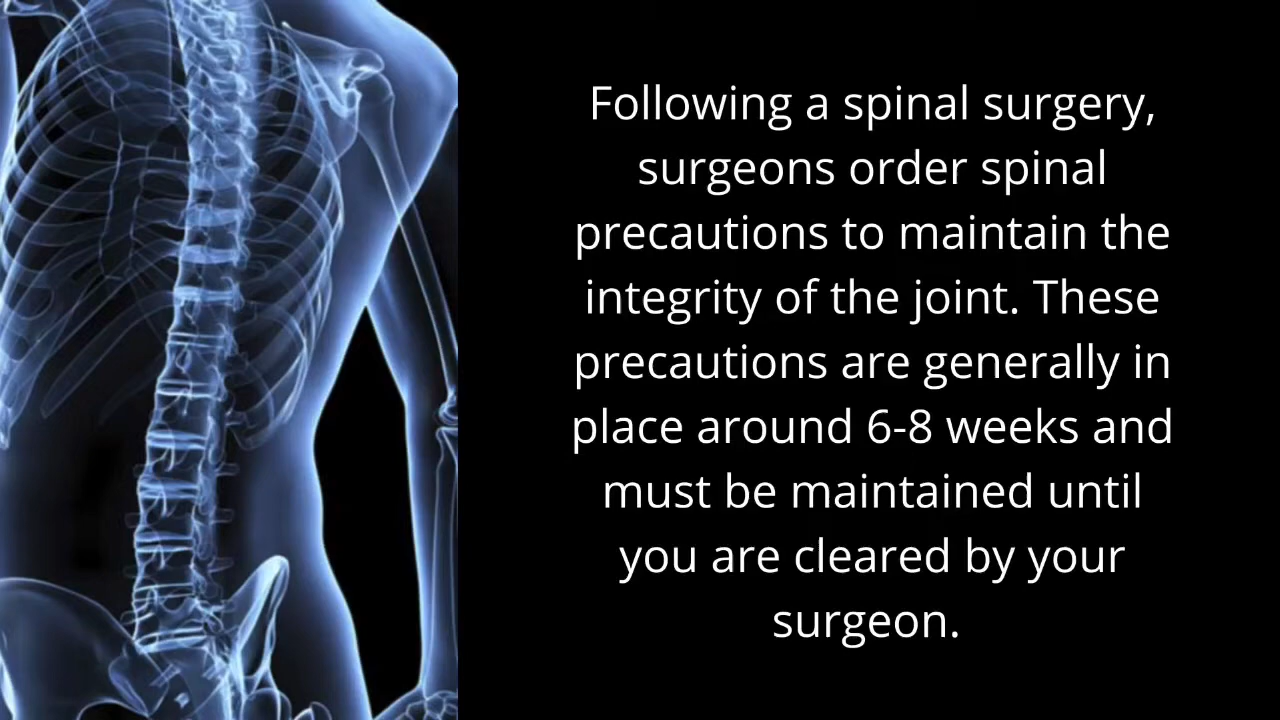 Following a spinal surgery,
surgeons order spinal
precautions to maintain the
integrity of the joint. These
precautions are generally in
place around 6-8 weeks and
must be maintained until
you are cleared by your
surgeon.